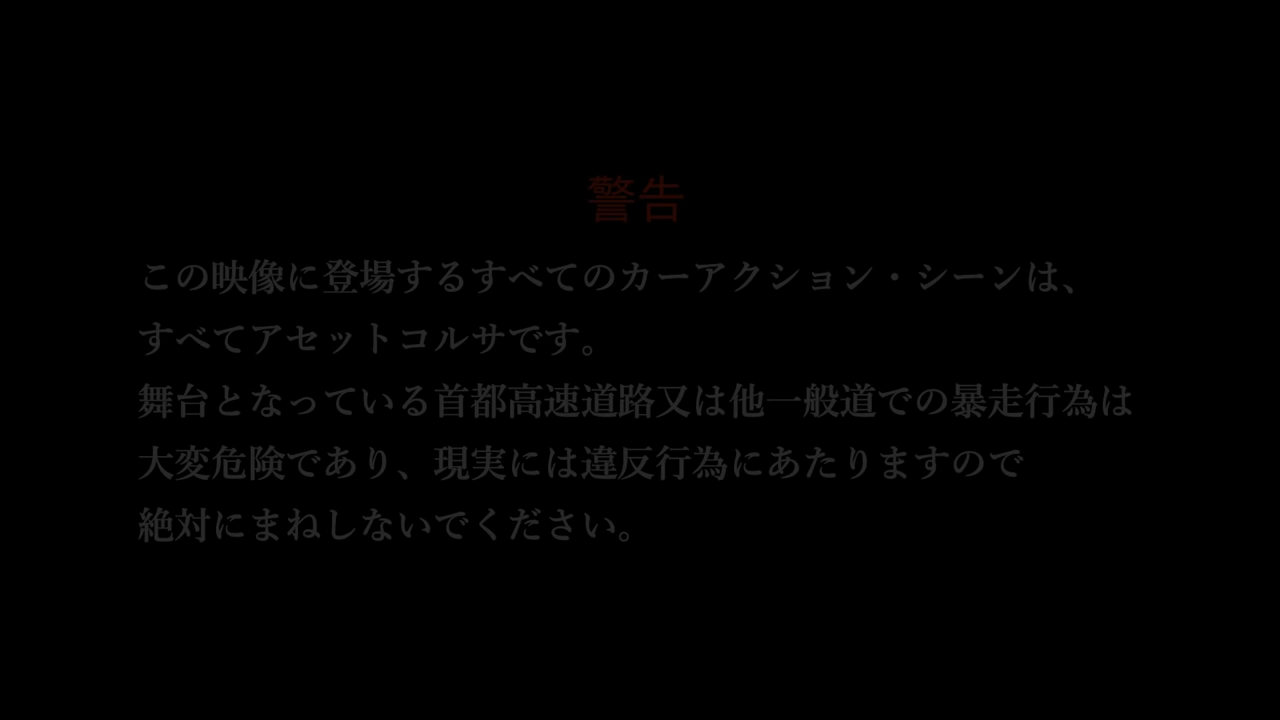 警告
この映像に登場するすべてのカーアクション・シーンは、
すべてアセットコルサです。
舞台となっている首都高速道路又は他一般道での暴走行為は
大変危険であり、現実には違反行為にあたりますので
絶対にまねしないでください。